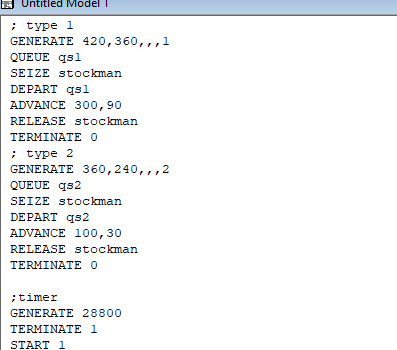 Untitled Model 1
; type 1
GENERATE 420,360,,,1
QUEUE qs1
SEIZE stockman
DEPART qs1
ADVANCE 300,90
RELEASE stockman
TERMINATE 0
; type 2
GENERATE 360,240,,,2
QUEUE qs2
SEIZE stockman
DEPART qs2
ADVANCE 100,30
RELEASE stockman
TERMINATE 0
;timer
GENERATE 28800
TERMINATE 1
START 1